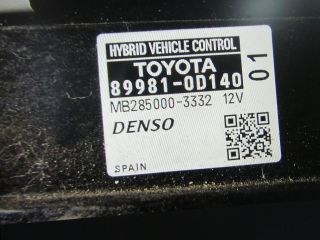 HYBRID VEHICLE CONTROL
TOYOTA
89981-0D140
01
MB285000-3332 12V
DENSO
SPAIN